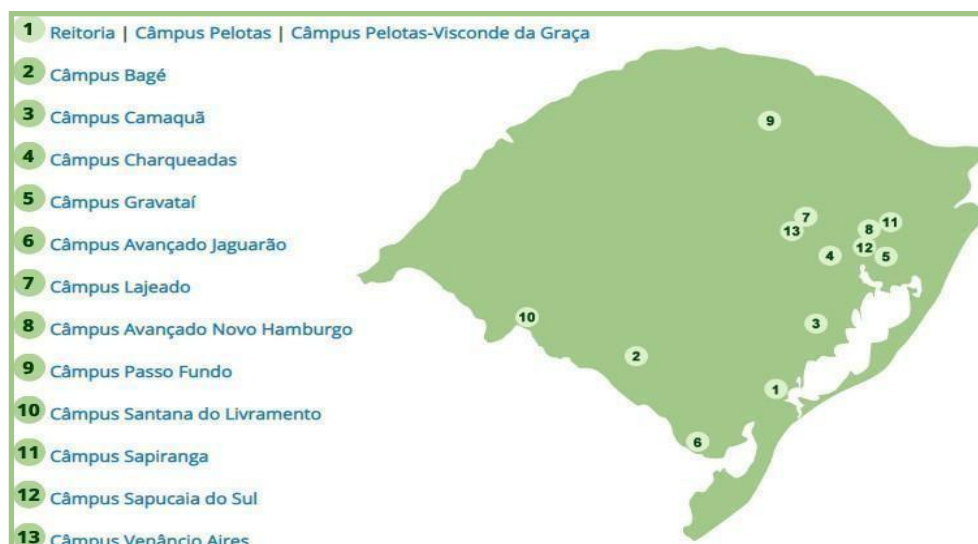 1 Reitoria | Câmpus Pelotas | Câmpus Pelotas-Visconde da Graça
2 Câmpus Bagé
3 Câmpus Camaquã
4 Câmpus Charqueadas
5 Câmpus Gravataí
6 Câmpus Avançado Jaguarão
7 Câmpus Lajeado
8 Câmpus Avançado Novo Hamburgo
9 Câmpus Passo Fundo
10 Câmpus Santana do Livramento
11 Câmpus Sapiranga
12 Câmpus Sapucaia do Sul
13 Câmpus Venâncio Aires
9
7
11
13
8
12
4
5
10
3
2
1
6